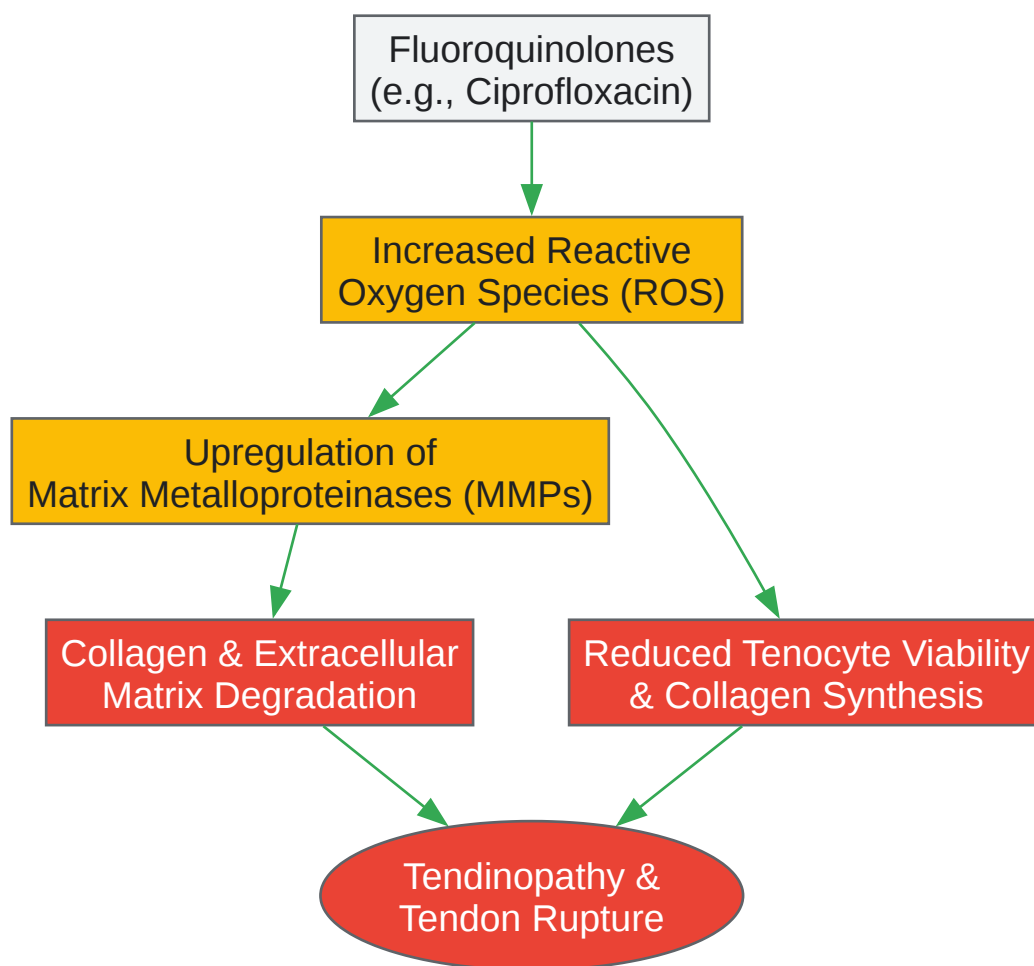 Fluoroquinolones
(e.g., Ciprofloxacin)
Increased Reactive
Oxygen Species (ROS)
Upregulation of
Matrix Metalloproteinases (MMPs)
Collagen & Extracellular
Matrix Degradation
Reduced Tenocyte Viability
& Collagen Synthesis
Tendinopathy &
Tendon Rupture